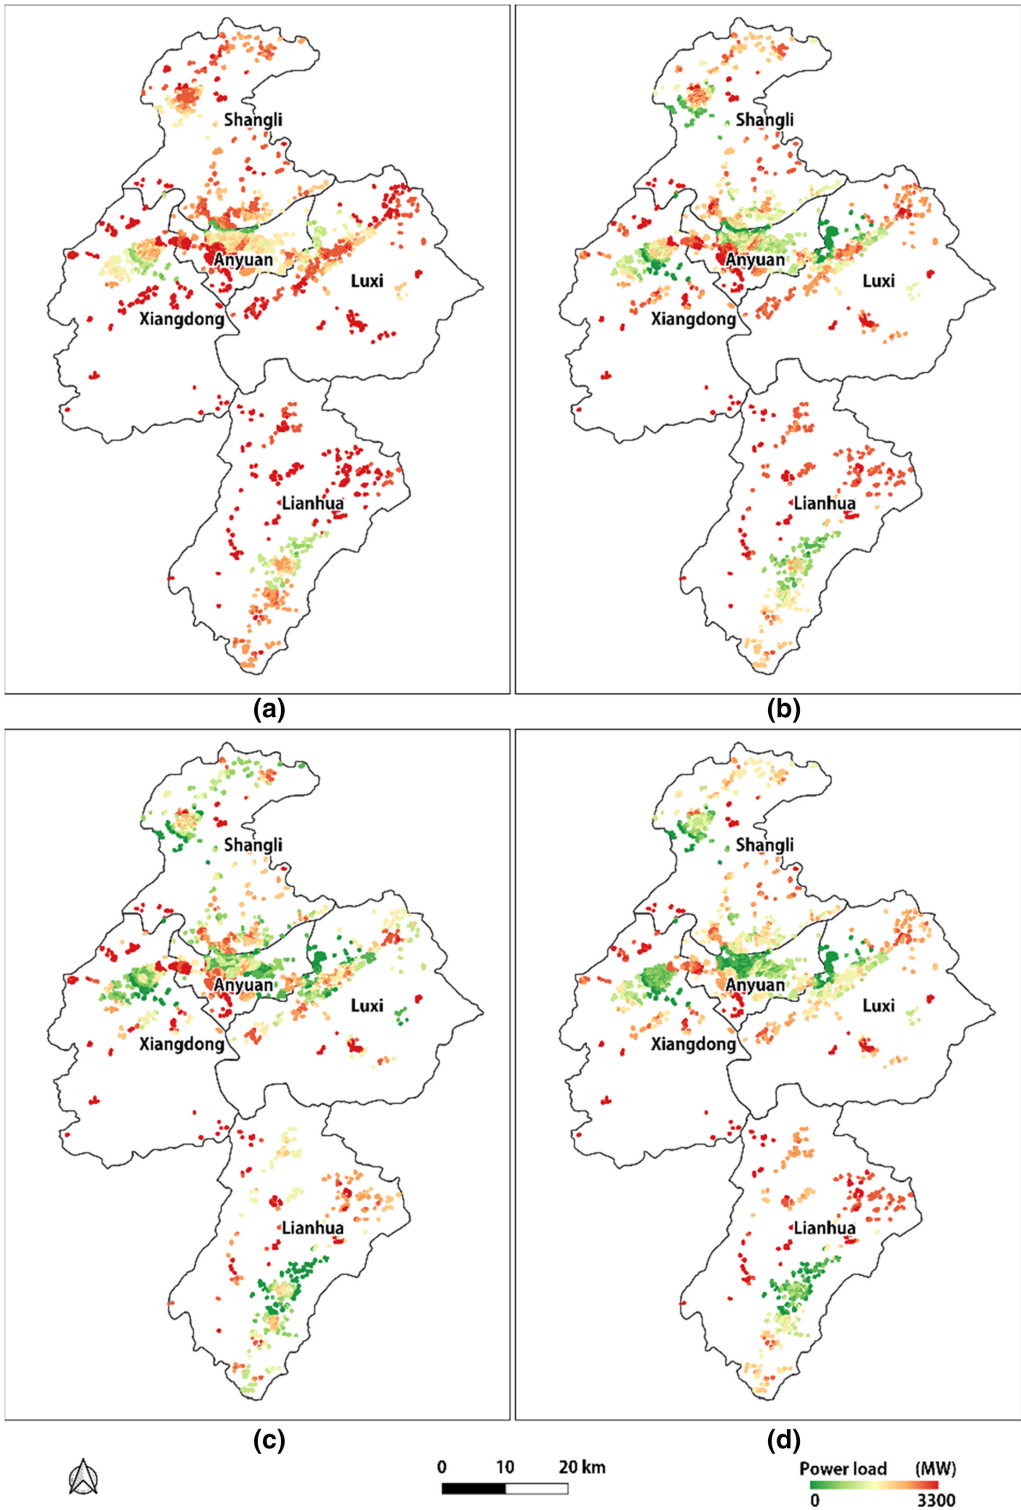 Shangli
Anyuan
Luxi
Xiangdong
Lianhua
(a)
Shangli
Anyuan
Luxi
Xiangdong
Lianhua
(b)
Shangli
Anyuan
Luxi
Xiangdong
Lianhua
(c)
Shangli
Anyuan
Luxi
Xiangdong
Lianhua
(d)
0 10 20 km
Power load (MW)
0 3300